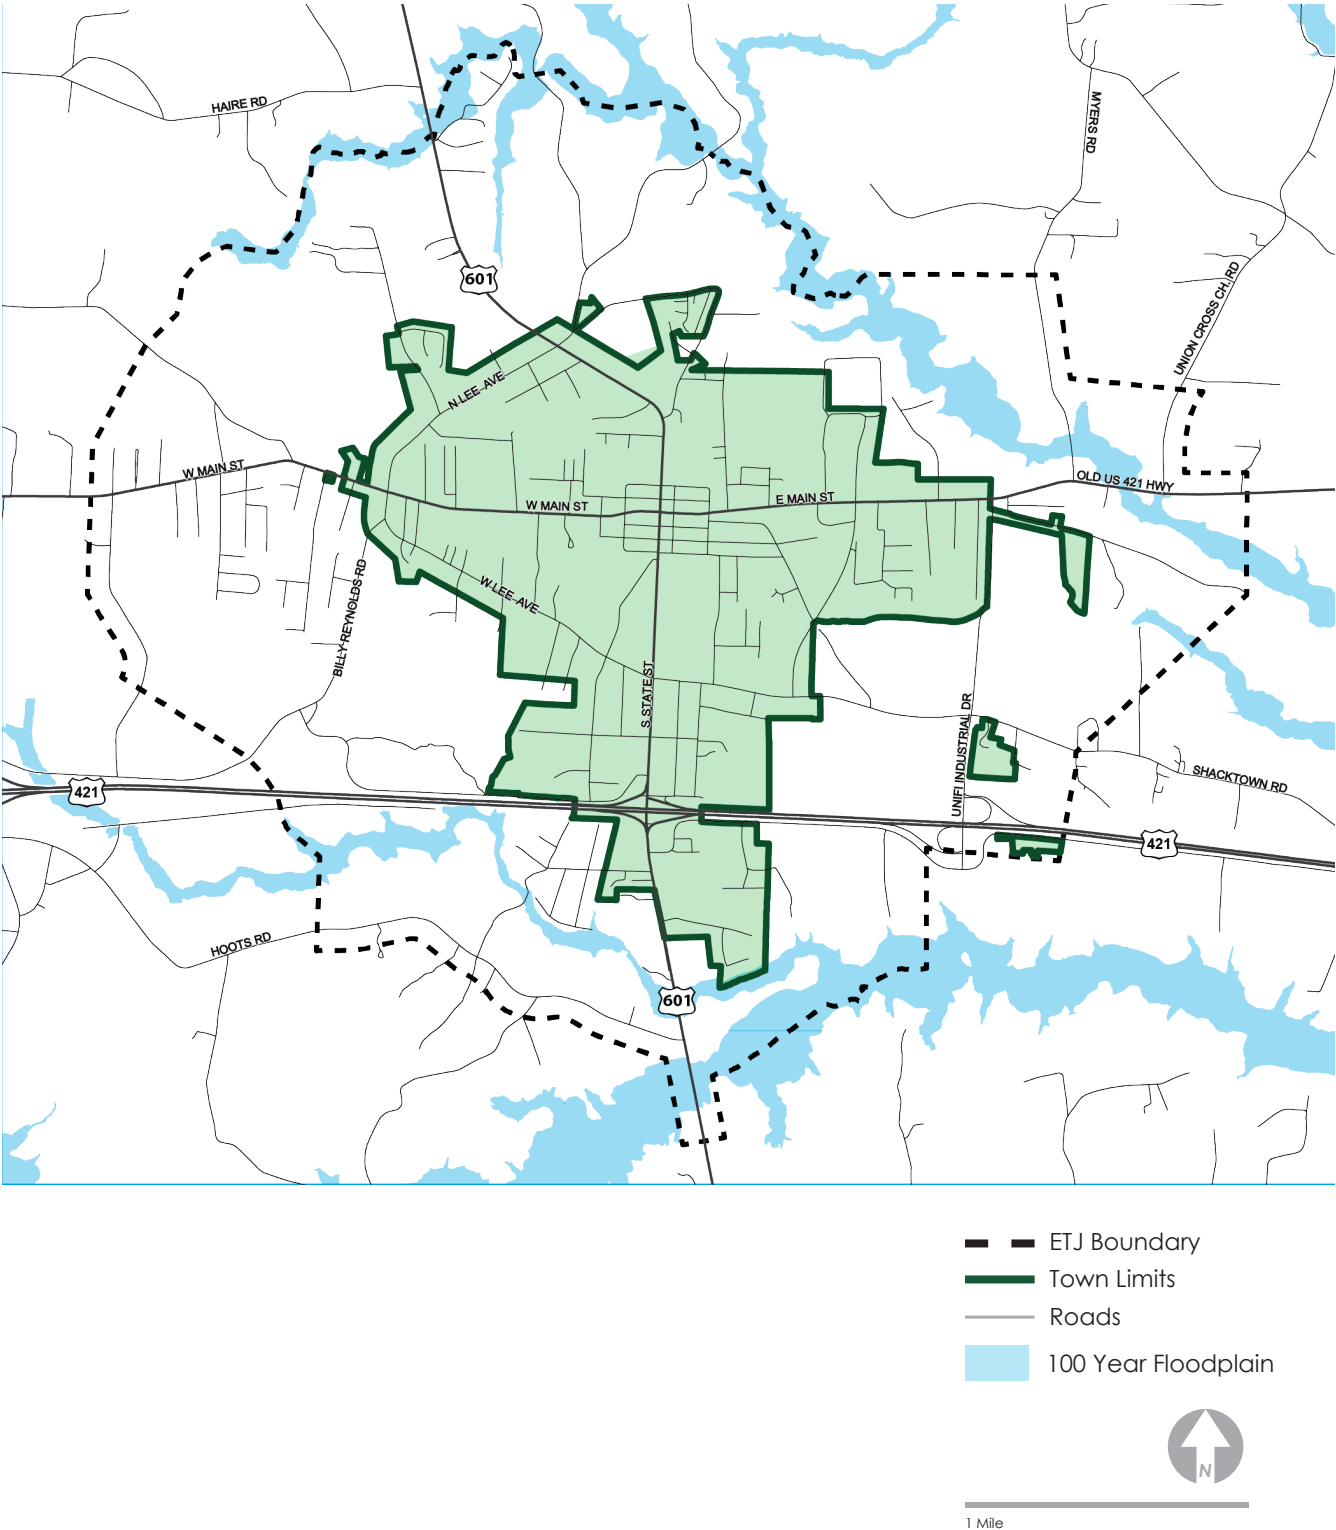 HAIRE RD
MYERS RD
601
UNION CROSS CH. RD
N LEE AVE
W MAIN ST
OLD US 421 HWY
W MAIN ST
E MAIN ST
BILLY REYNOLDS RD
W LEE AVE
S STATE ST
UNIFI INDUSTRIAL DR
421
SHACKTOWN RD
421
HOOTS RD
601
ETJ Boundary
Town Limits
Roads
100 Year Floodplain
N
1 Mile